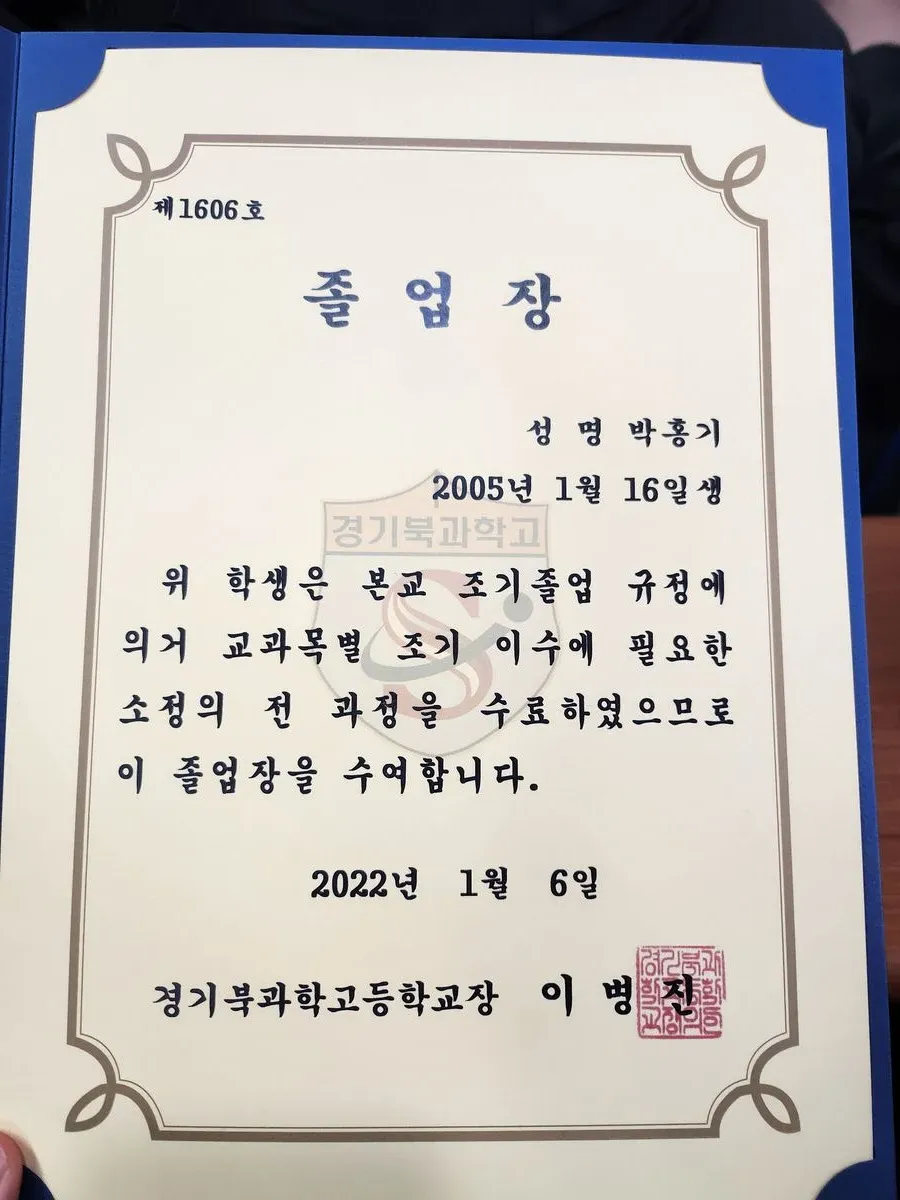 제1606호
졸 업 장
성 명 박홍기
2005년 1월 16일생
경기북과학고
위 학생은 본교 조기졸업 규정에
의거 교과목별 조기 이수에 필요한
소정의 전 과정을 수료하였으므로
이 졸업장을 수여합니다.
2022년 1월 6일
경기북과학고등학교장 이 병 진